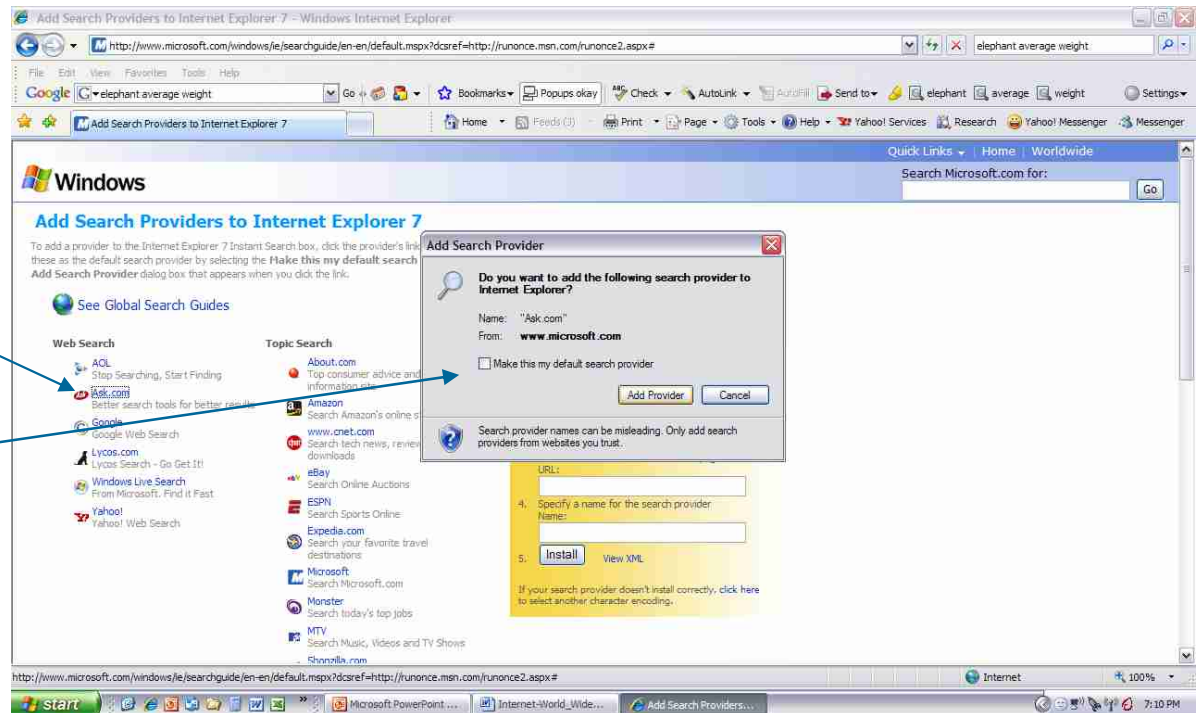 Add Search Providers to Internet Explorer 7 - Windows Internet Explorer
http://www.microsoft.com/windows/ie/searchguide/en-en/default.mspx?dcsref=http://runonce.msn.com/runonce2.aspx#
elephant average weight
File Edit View Favorites Tools Help
Google elephant average weight Go Bookmarks Popups okay Check AutoLink AutoFill Send to elephant average weight Settings
Add Search Providers to Internet Explorer 7 Home Feeds (3) Print Page Tools Help Yahoo! Services Research Yahoo! Messenger Messenger
Quick Links | Home | Worldwide
Windows
Search Microsoft.com for:
Go
Add Search Providers to Internet Explorer 7
To add a provider to the Internet Explorer 7 Instant Search box, click the provider's link
these as the default search provider by selecting the Make this my default search
Add Search Provider dialog box that appears when you click the link.
See Global Search Guides
Web Search
AOL
Stop Searching, Start Finding
Ask.com
Better search tools for better results
Google
Google Web Search
Lycos.com
Lycos Search - Go Get It!
Windows Live Search
From Microsoft. Find it Fast
Yahoo!
Yahoo! Web Search
Topic Search
About.com
Top consumer advice and
information site
Amazon
Search Amazon's online
www.cnet.com
Search tech news, review
downloads
eBay
Search Online Auctions
ESPN
Search Sports Online
Expedia.com
Search your favorite travel
destinations
Microsoft
Search Microsoft.com
Monster
Search today's top jobs
MTV
Search Music, Videos and TV Shows
Shopzilla.com
Add Search Provider
Do you want to add the following search provider to
Internet Explorer?
Name: "Ask.com"
From: www.microsoft.com
Make this my default search provider
Add Provider Cancel
Search provider names can be misleading. Only add search
providers from websites you trust.
URL:
4. Specify a name for the search provider
Name:
5. Install View XML
If your search provider doesn't install correctly, click here
to select another character encoding.
http://www.microsoft.com/windows/ie/searchguide/en-en/default.mspx?dcsref=http://runonce.msn.com/runonce2.aspx#
Internet 100%
start Microsoft PowerPoint ... Internet-World_Wide... Add Search Providers... 7:10 PM